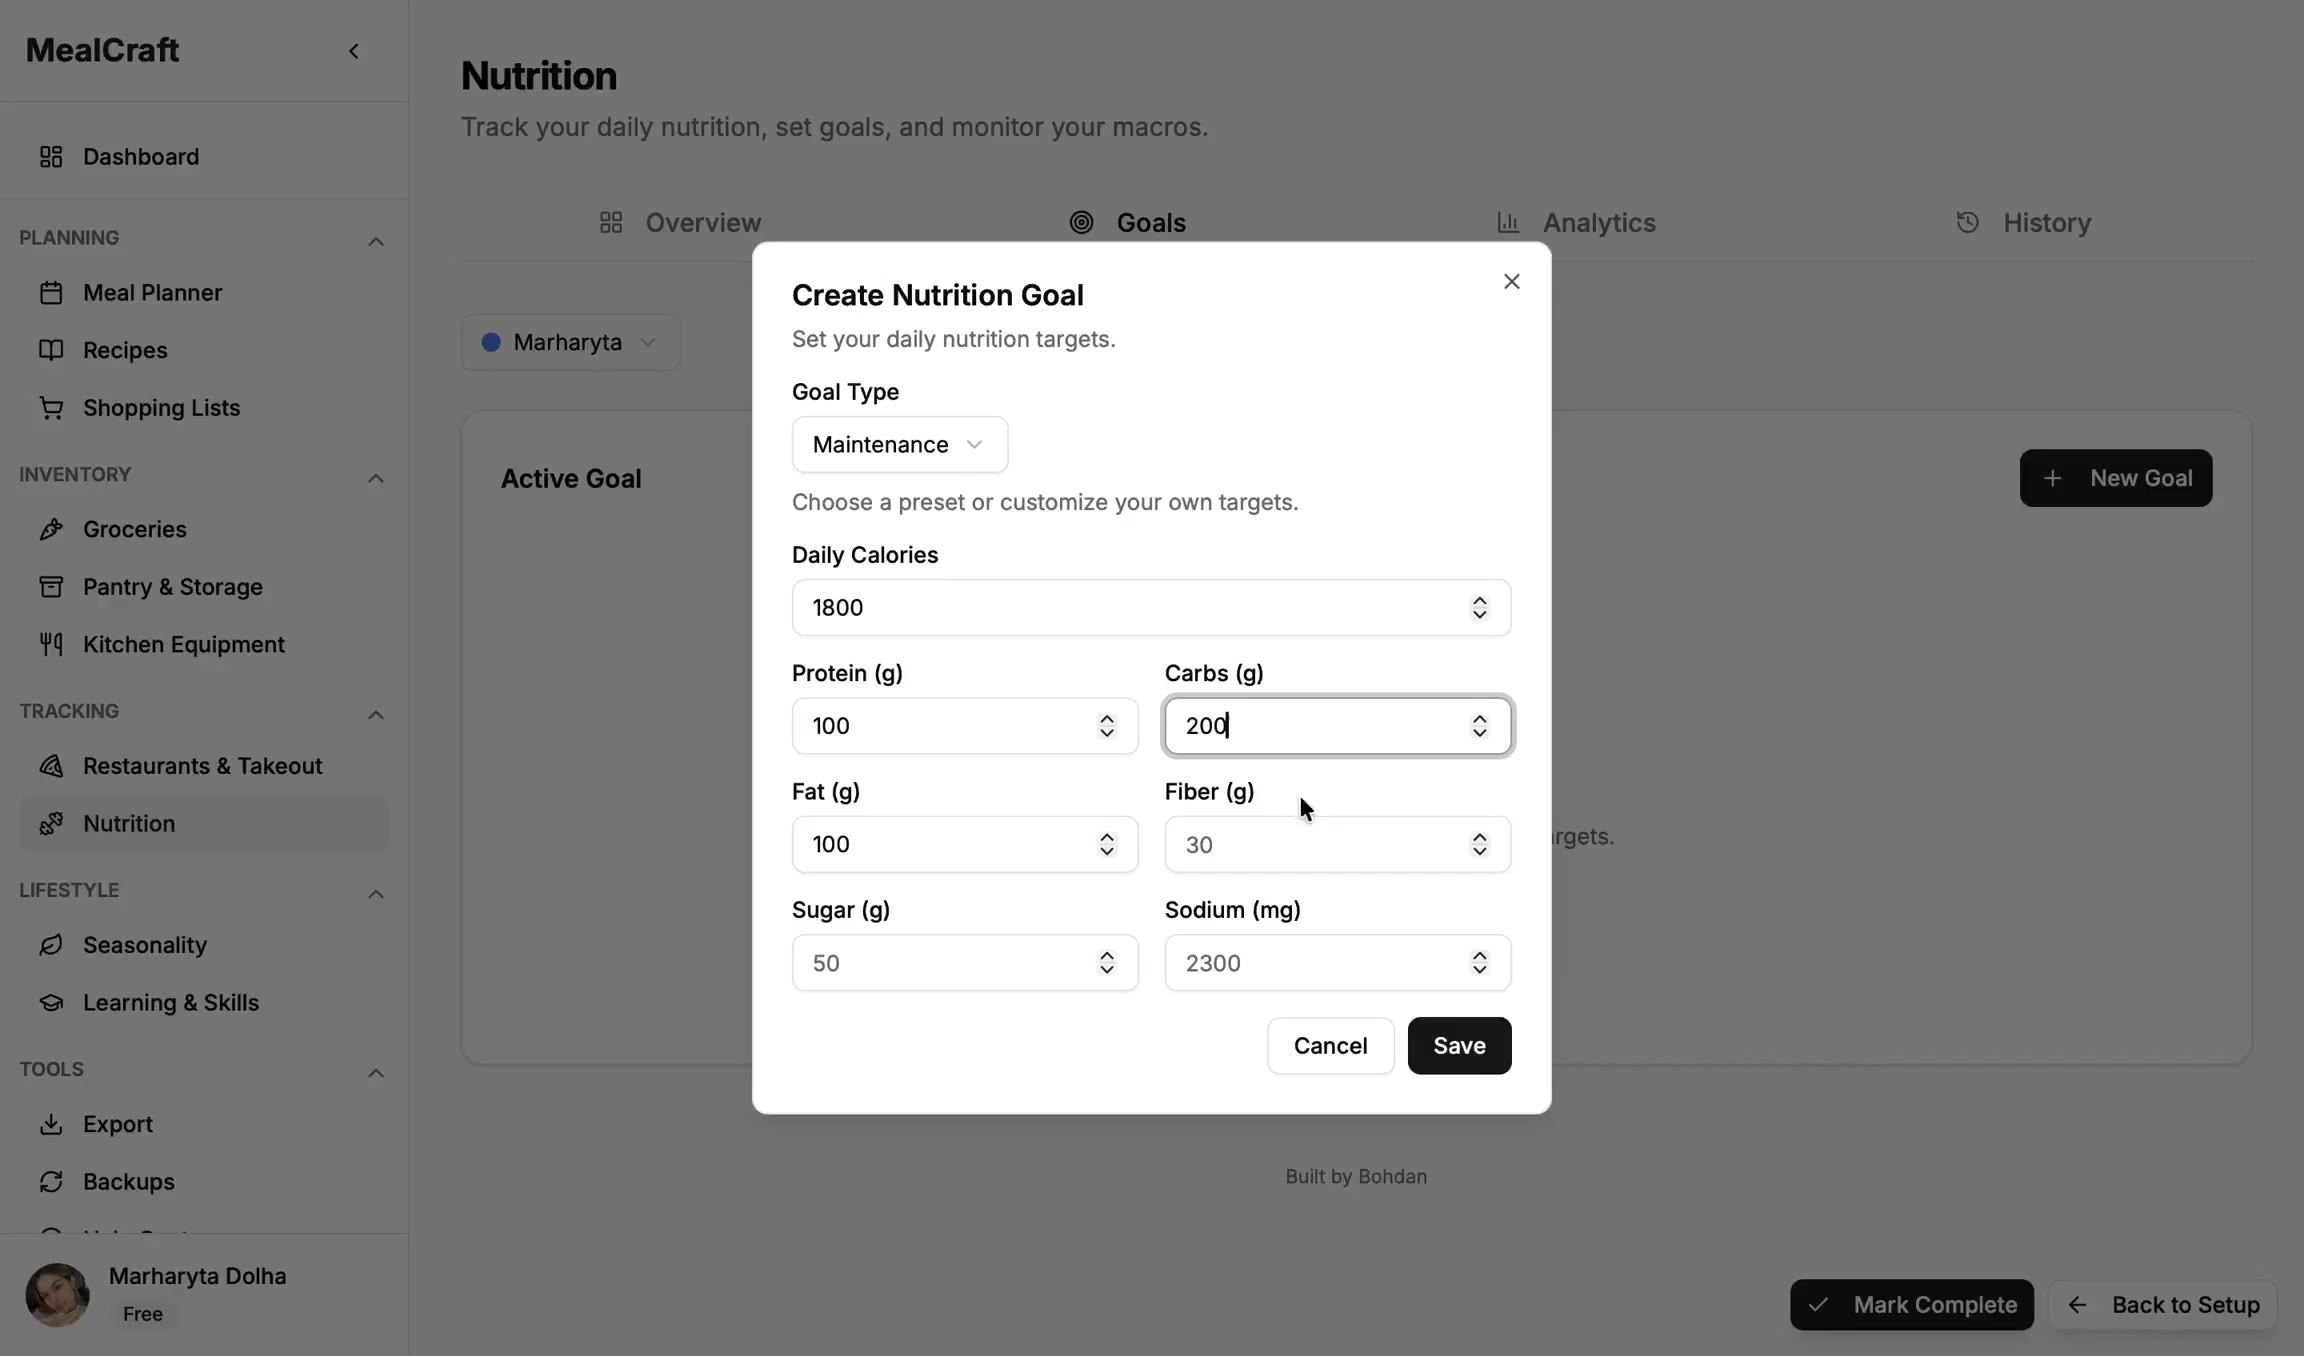 MealCraft
Dashboard
PLANNING
Meal Planner
Recipes
Shopping Lists
INVENTORY
Groceries
Pantry & Storage
Kitchen Equipment
TRACKING
Restaurants & Takeout
Nutrition
LIFESTYLE
Seasonality
Learning & Skills
TOOLS
Export
Backups
Marharyta Dolha
Free
Nutrition
Track your daily nutrition, set goals, and monitor your macros.
Overview
Goals
Analytics
History
Marharyta
Active Goal
New Goal
Create Nutrition Goal
Set your daily nutrition targets.
Goal Type
Maintenance
Choose a preset or customize your own targets.
Daily Calories
1800
Protein (g)
Carbs (g)
100
200
Fat (g)
Fiber (g)
100
30
Sugar (g)
Sodium (mg)
50
2300
Cancel
Save
Built by Bohdan
Mark Complete
Back to Setup